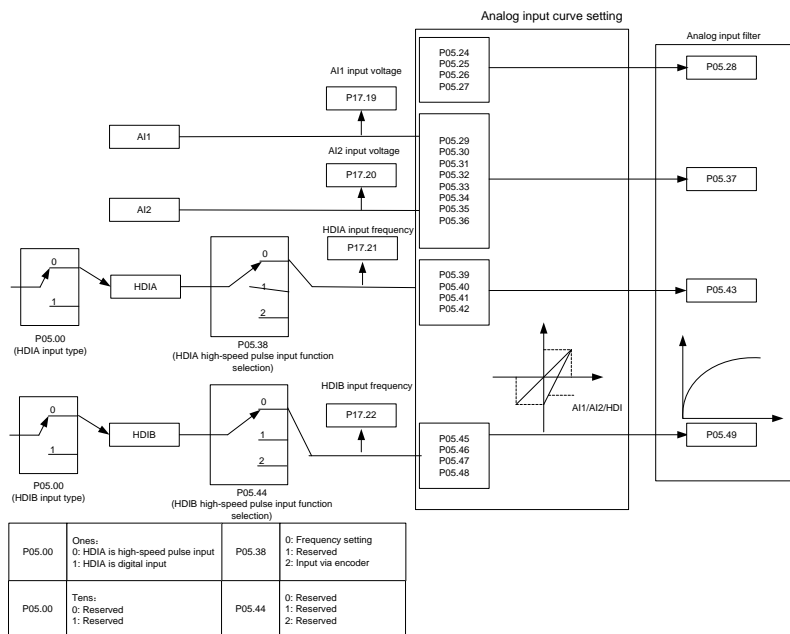 Analog input curve setting
Analog input filter
P05.24
P05.25
P05.26
P05.27
P05.28
AI1 input voltage
P17.19
AI1
AI2 input voltage
P17.20
AI2
P05.29
P05.30
P05.31
P05.32
P05.33
P05.34
P05.35
P05.36
P05.37
HDIA input frequency
P17.21
0
1
P05.00
(HDIA input type)
HDIA
0
1
2
P05.38
(HDIA high-speed pulse input function
selection)
P05.39
P05.40
P05.41
P05.42
P05.43
AI1/AI2/HDI
HDIB input frequency
P17.22
0
1
P05.00
(HDIB input type)
HDIB
0
1
2
P05.44
(HDIB high-speed pulse input function
selection)
P05.45
P05.46
P05.47
P05.48
P05.49
P05.00
Ones:
0: HDIA is high-speed pulse input
1: HDIA is digital input
P05.38
0: Frequency setting
1: Reserved
2: Input via encoder
P05.00
Tens:
0: Reserved
1: Reserved
P05.44
0: Reserved
1: Reserved
2: Reserved